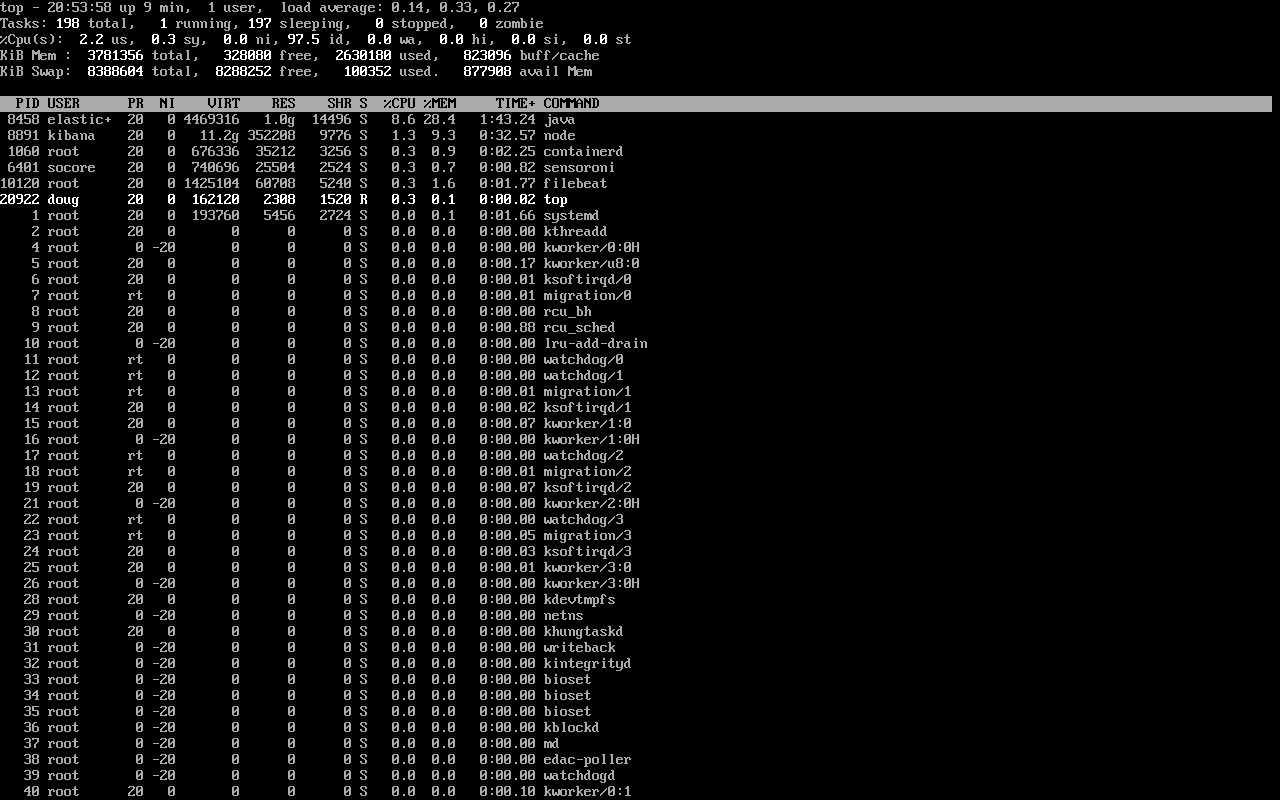 top - 20:53:58 up 9 min,  1 user,  load average: 0.14, 0.33, 0.27
Tasks: 198 total,   1 running, 197 sleeping,   0 stopped,   0 zombie
%Cpu(s):  2.2 us,  0.3 sy,  0.0 ni, 97.5 id,  0.0 wa,  0.0 hi,  0.0 si,  0.0 st
KiB Mem :  3781356 total,   328080 free,  2630180 used,   823096 buff/cache
KiB Swap:  8388604 total,  8288252 free,   100352 used.   877908 avail Mem
  PID USER      PR  NI    VIRT    RES    SHR S  %CPU %MEM     TIME+ COMMAND
 8458 elastic+  20   0 4469316   1.0g  14496 S   8.6 28.4   1:43.24 java
 8891 kibana    20   0   11.2g 352208   9776 S   1.3  9.3   0:32.57 node
 1060 root      20   0  676336  35212   3256 S   0.3  0.9   0:02.25 containerd
 6401 socore    20   0  740696  25504   2524 S   0.3  0.7   0:00.82 sensoroni
10120 root      20   0 1425104  60708   5240 S   0.3  1.6   0:01.77 filebeat
20922 doug      20   0  162120   2308   1520 R   0.3  0.1   0:00.02 top
    1 root      20   0  193760   5456   2724 S   0.0  0.1   0:01.66 systemd
    2 root      20   0       0      0      0 S   0.0  0.0   0:00.00 kthreadd
    4 root       0 -20       0      0      0 S   0.0  0.0   0:00.00 kworker/0:0H
    5 root      20   0       0      0      0 S   0.0  0.0   0:00.17 kworker/u8:0
    6 root      20   0       0      0      0 S   0.0  0.0   0:00.01 ksoftirqd/0
    7 root      rt   0       0      0      0 S   0.0  0.0   0:00.01 migration/0
    8 root      20   0       0      0      0 S   0.0  0.0   0:00.00 rcu_bh
    9 root      20   0       0      0      0 S   0.0  0.0   0:00.88 rcu_sched
   10 root       0 -20       0      0      0 S   0.0  0.0   0:00.00 lru-add-drain
   11 root      rt   0       0      0      0 S   0.0  0.0   0:00.00 watchdog/0
   12 root      rt   0       0      0      0 S   0.0  0.0   0:00.00 watchdog/1
   13 root      rt   0       0      0      0 S   0.0  0.0   0:00.01 migration/1
   14 root      20   0       0      0      0 S   0.0  0.0   0:00.02 ksoftirqd/1
   15 root      20   0       0      0      0 S   0.0  0.0   0:00.07 kworker/1:0
   16 root       0 -20       0      0      0 S   0.0  0.0   0:00.00 kworker/1:0H
   17 root      rt   0       0      0      0 S   0.0  0.0   0:00.00 watchdog/2
   18 root      rt   0       0      0      0 S   0.0  0.0   0:00.01 migration/2
   19 root      20   0       0      0      0 S   0.0  0.0   0:00.07 ksoftirqd/2
   21 root       0 -20       0      0      0 S   0.0  0.0   0:00.00 kworker/2:0H
   22 root      rt   0       0      0      0 S   0.0  0.0   0:00.00 watchdog/3
   23 root      rt   0       0      0      0 S   0.0  0.0   0:00.05 migration/3
   24 root      20   0       0      0      0 S   0.0  0.0   0:00.03 ksoftirqd/3
   25 root      20   0       0      0      0 S   0.0  0.0   0:00.01 kworker/3:0
   26 root       0 -20       0      0      0 S   0.0  0.0   0:00.00 kworker/3:0H
   28 root      20   0       0      0      0 S   0.0  0.0   0:00.00 kdevtmpfs
   29 root       0 -20       0      0      0 S   0.0  0.0   0:00.00 netns
   30 root      20   0       0      0      0 S   0.0  0.0   0:00.00 khungtaskd
   31 root       0 -20       0      0      0 S   0.0  0.0   0:00.00 writeback
   32 root       0 -20       0      0      0 S   0.0  0.0   0:00.00 kintegrityd
   33 root       0 -20       0      0      0 S   0.0  0.0   0:00.00 bioset
   34 root       0 -20       0      0      0 S   0.0  0.0   0:00.00 bioset
   35 root       0 -20       0      0      0 S   0.0  0.0   0:00.00 bioset
   36 root       0 -20       0      0      0 S   0.0  0.0   0:00.00 kblockd
   37 root       0 -20       0      0      0 S   0.0  0.0   0:00.00 md
   38 root       0 -20       0      0      0 S   0.0  0.0   0:00.00 edac-poller
   39 root       0 -20       0      0      0 S   0.0  0.0   0:00.00 watchdogd
   40 root      20   0       0      0      0 S   0.0  0.0   0:00.10 kworker/0:1